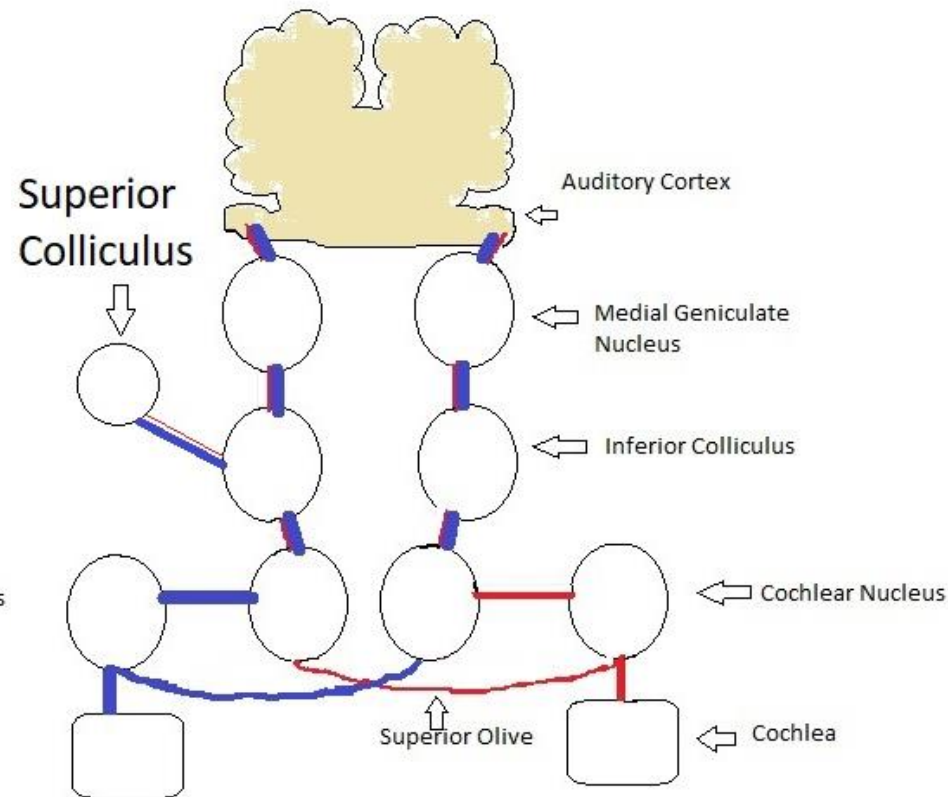 Auditory Cortex
Superior
Colliculus
Medial Geniculate
Nucleus
Inferior Colliculus
s
Cochlear Nucleus
Superior Olive
Cochlea